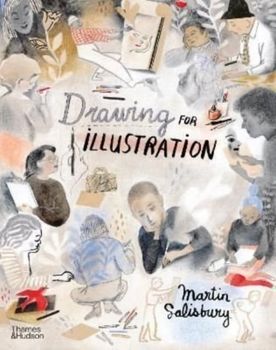 Drawing FOR
ILLUSTRATION
Martin
Salisbury
Thames
&Hudson